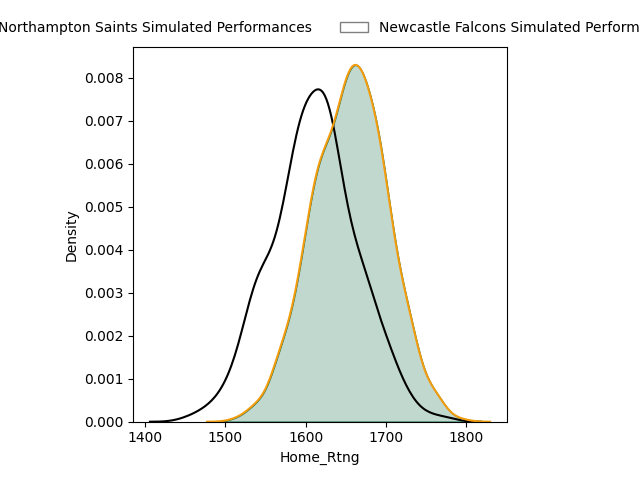 Northampton Saints Simulated Performances
Newcastle Falcons Simulated Perform
0.008
0.007
0.006
0.005
0.004
0.003
0.002
0.001
0.000
Density
1400 1500 1600 1700 1800
Home_Rtng